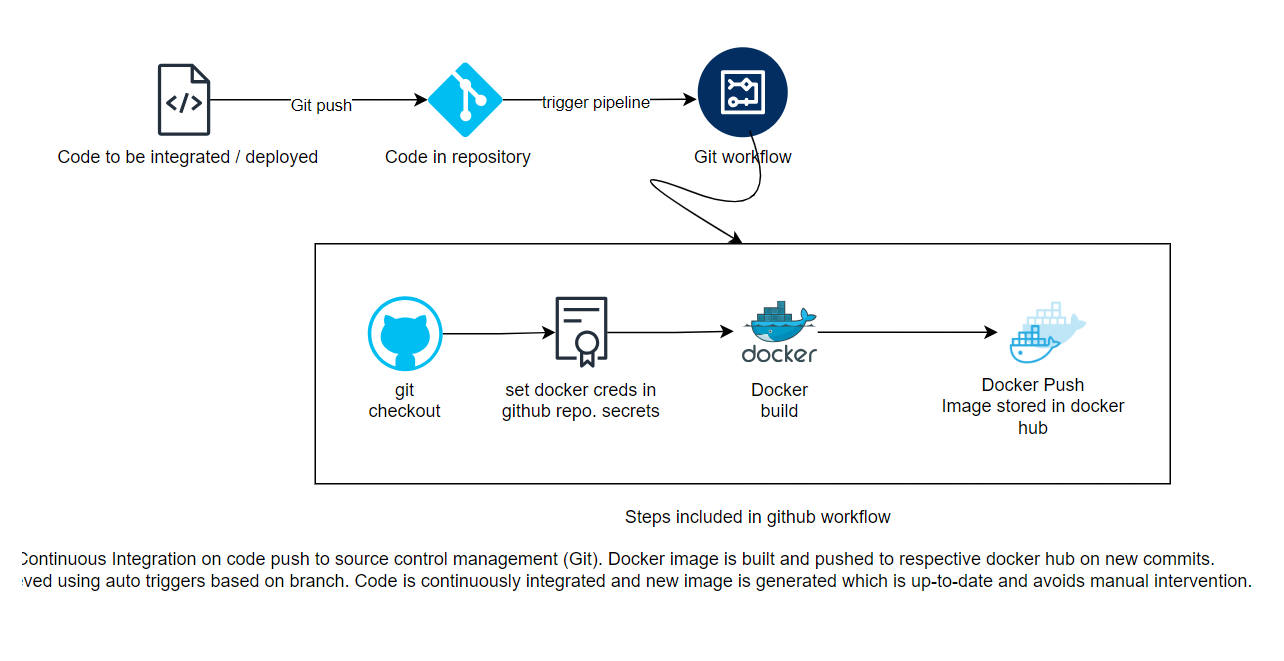 </>
Git push
trigger pipeline
Code to be integrated / deployed
Code in repository
Git workflow
docker
git
checkout
set docker creds in
github repo. secrets
Docker
build
Docker Push
Image stored in docker
hub
Steps included in github workflow
Integration on code push to source control management (Git). Docker image is built and pushed to respective docker hub on new commits.
using auto triggers based on branch. Code is continuously integrated and new image is generated which is up-to-date and avoids manual intervention.